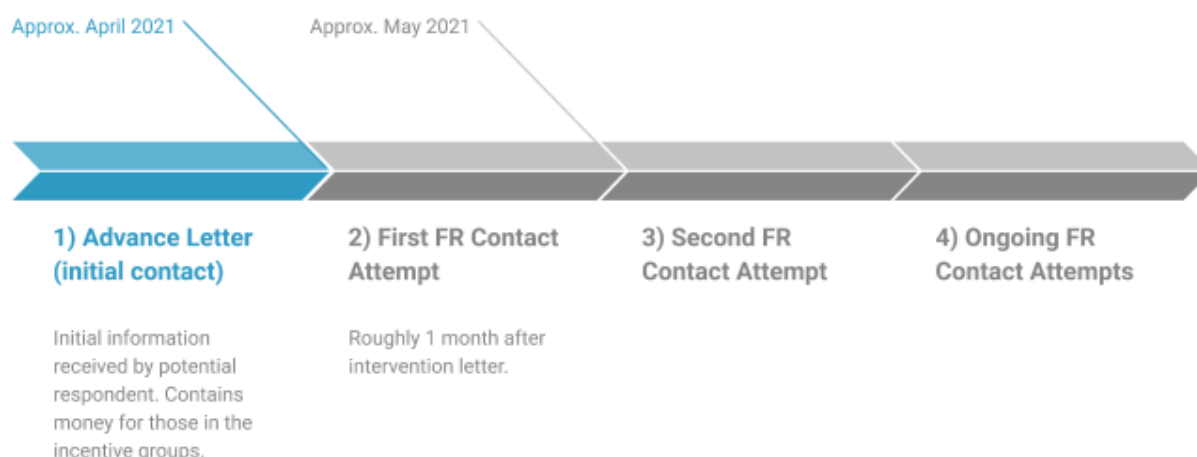 Approx. April 2021
Approx. May 2021
1) Advance Letter
(initial contact)
Initial information
received by potential
respondent. Contains
money for those in the
incentive groups.
2) First FR Contact
Attempt
Roughly 1 month after
intervention letter.
3) Second FR
Contact Attempt
4) Ongoing FR
Contact Attempts